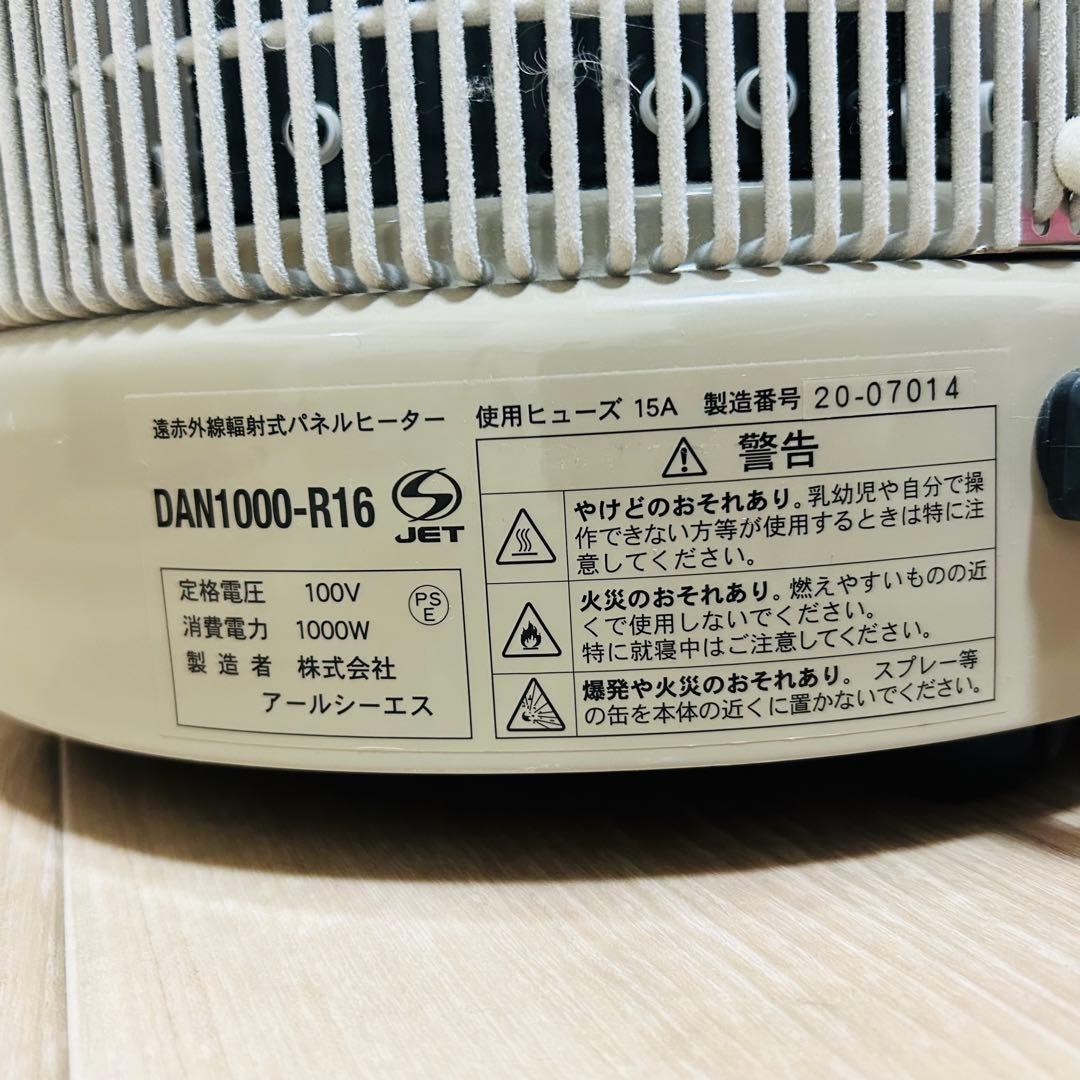 遠赤外線輻射式パネルヒーター 使用ヒューズ 15A 製造番号 20-07014
DAN1000-R16
JET
定格電圧 100V
消費電力 1000W
製造者 株式会社
アールシーエス
PS
E
警告
やけどのおそれあり。乳幼児や自分で操
作できない方等が使用するときは特に注
意してください。
火災のおそれあり。燃えやすいものの近
くで使用しないでください。
特に就寝中はご注意してください。
爆発や火災のおそれあり。 スプレー等
の缶を本体の近くに置かないでください。